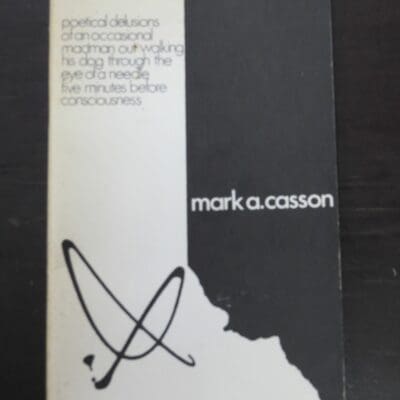 poetical delusions
of an occasional
madman out walking
his dog through the
eye of a needle
five minutes before
consciousness
mark a.casson